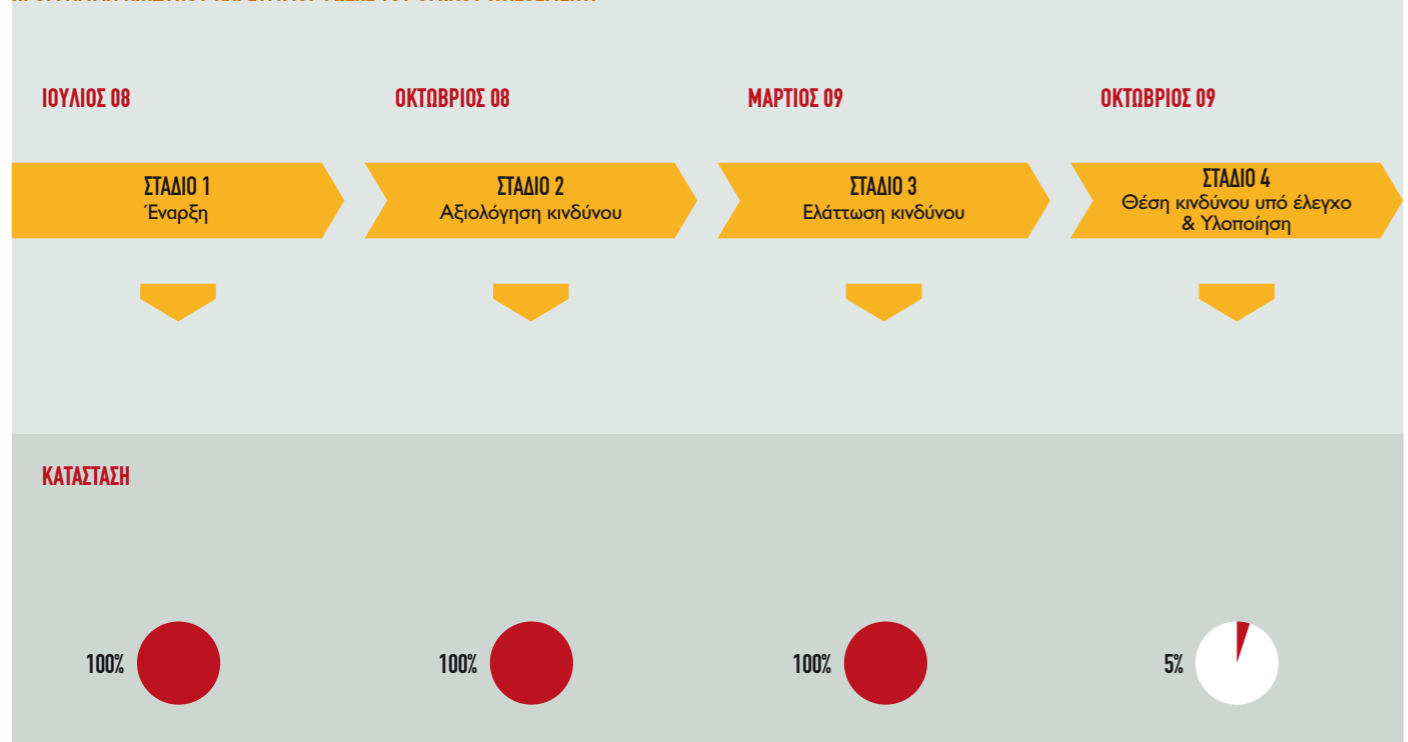 ΙΟΥΛΙΟΣ 08
ΟΚΤΩΒΡΙΟΣ 08
ΜΑΡΤΙΟΣ 09
ΟΚΤΩΒΡΙΟΣ 09
ΣΤΑΔΙΟ 1
Έναρξη
ΣΤΑΔΙΟ 2
Αξιολόγηση κινδύνου
ΣΤΑΔΙΟ 3
Ελάττωση κινδύνου
ΣΤΑΔΙΟ 4
Θέση κινδύνου υπό έλεγχο
& Υλοποίηση
ΚΑΤΑΣΤΑΣΗ
100%
100%
100%
5%